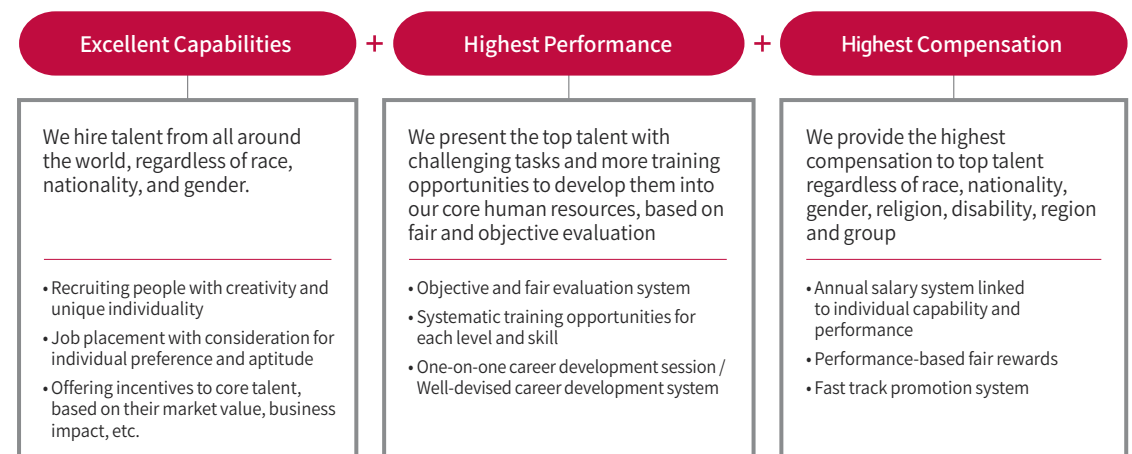 Excellent Capabilities + Highest Performance + Highest Compensation
We hire talent from all around
the world, regardless of race,
nationality, and gender.
• Recruiting people with creativity and
unique individuality
• Job placement with consideration for
individual preference and aptitude
• Offering incentives to core talent,
based on their market value, business
impact, etc.
We present the top talent with
challenging tasks and more training
opportunities to develop them into
our core human resources, based on
fair and objective evaluation
• Objective and fair evaluation system
• Systematic training opportunities for
each level and skill
• One-on-one career development session /
Well-devised career development system
We provide the highest
compensation to top talent
regardless of race, nationality,
gender, religion, disability, region
and group
• Annual salary system linked
to individual capability and
performance
• Performance-based fair rewards
• Fast track promotion system